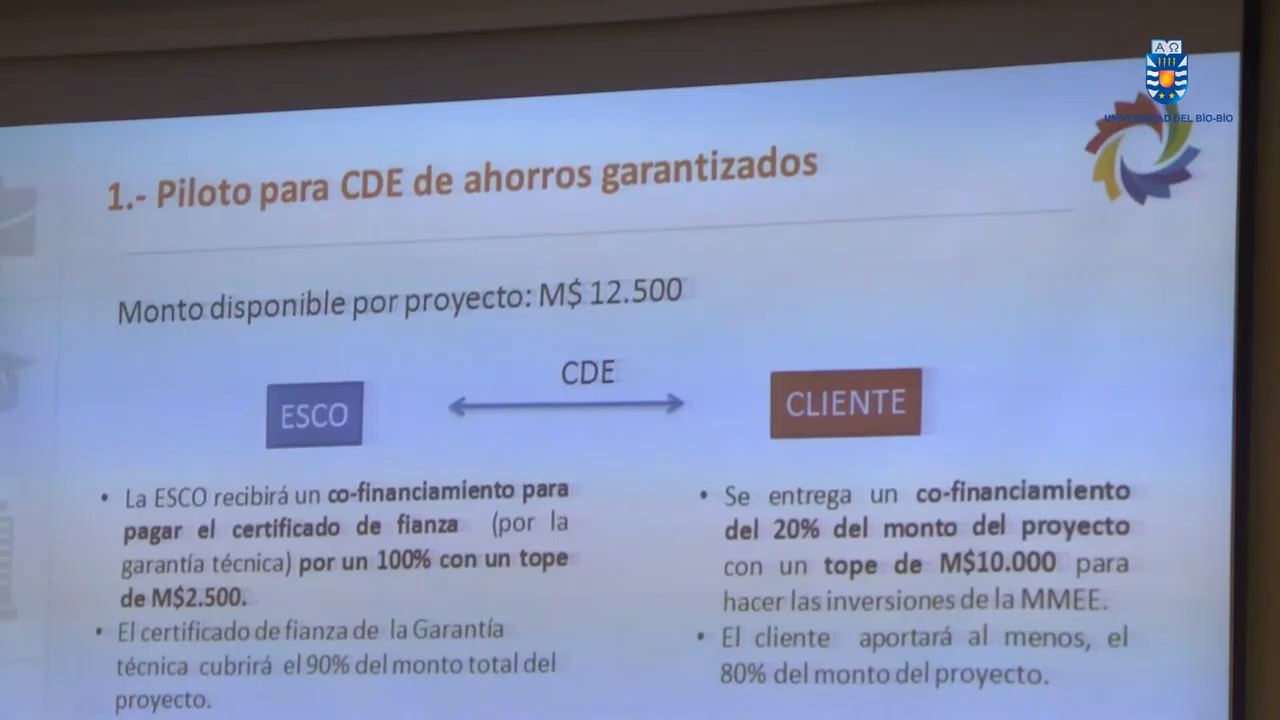 ΑΩ
UNIVERSIDAD DEL BÍO-BÍO
1.- Piloto para CDE de ahorros garantizados
Monto disponible por proyecto: M$ 12.500
CDE
ESCO
CLIENTE
• La ESCO recibirá un co-financiamiento para
pagar el certificado de fianza (por la
garantía técnica) por un 100% con un tope
de M$2.500.
• El certificado de fianza de la Garantía
técnica cubrirá el 90% del monto total del
proyecto.
• Se entrega un co-financiamiento
del 20% del monto del proyecto
con un tope de M$10.000 para
hacer las inversiones de la MMEE.
• El cliente aportará al menos, el
80% del monto del proyecto.